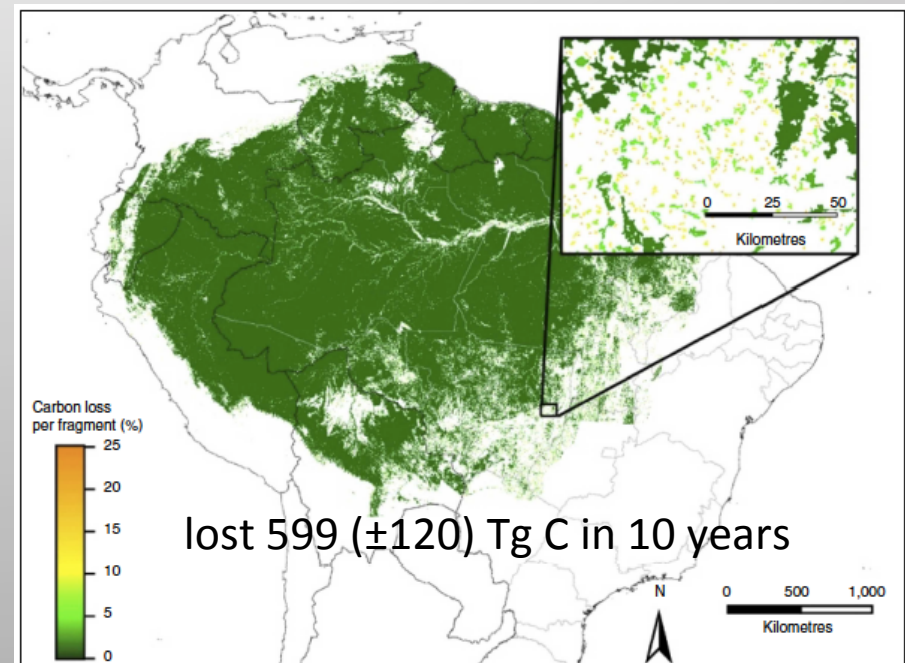 0 25 50
Kilometres
Carbon loss
per fragment (%)
25
20
15
10
5
0
lost 599 (±120) Tg C in 10 years
N
0 500 1,000
Kilometres